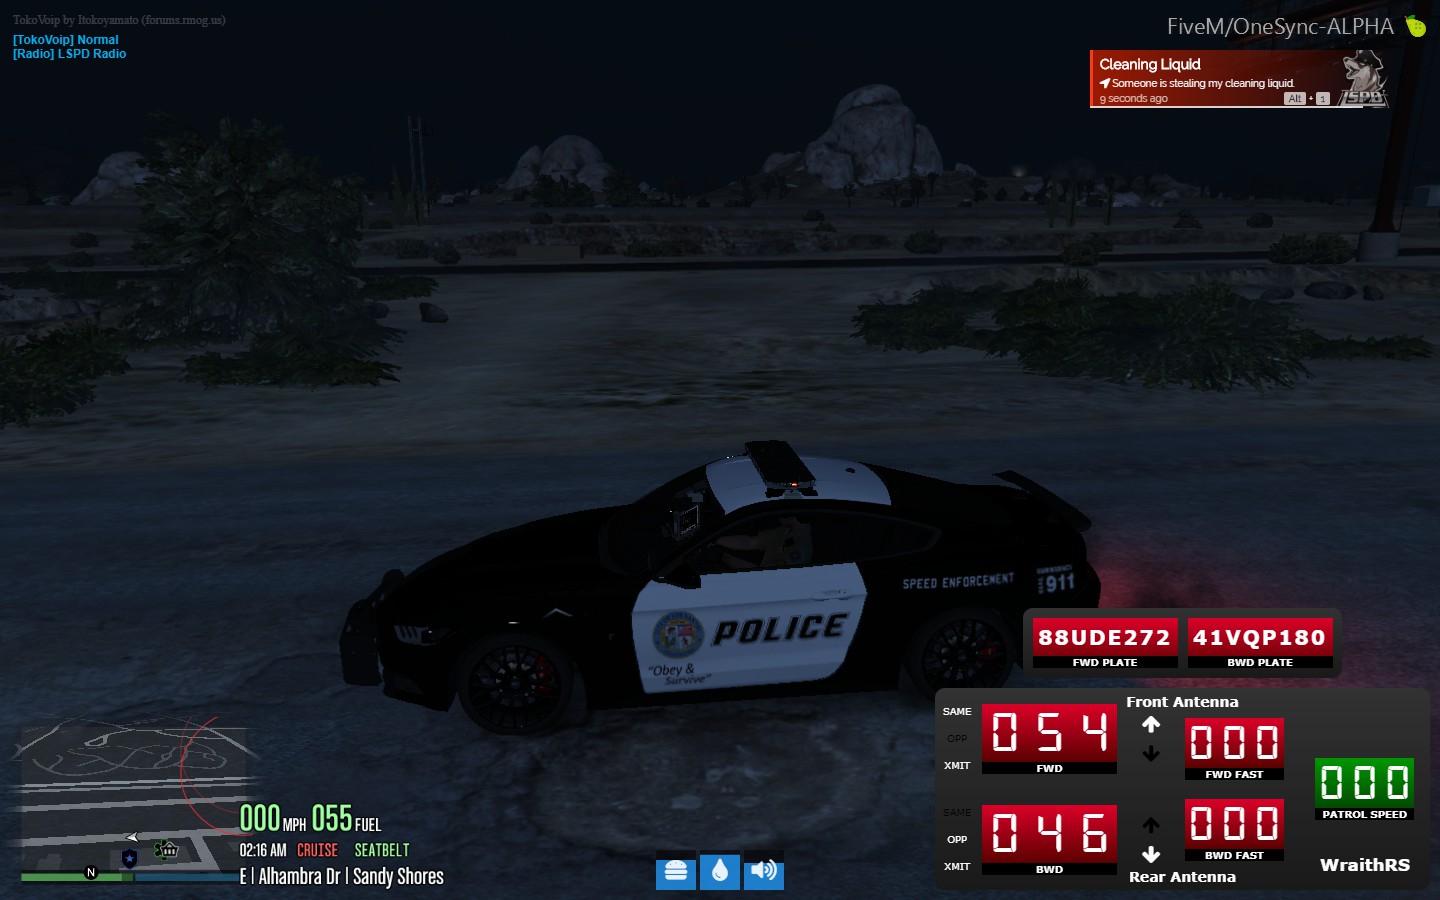 TokoVoip by Itokoyamato (forums.rmog.us)
[TokoVoip] Normal
[Radio] LSPD Radio
FiveM/OneSync-ALPHA
Cleaning Liquid
Someone is stealing my cleaning liquid.
9 seconds ago
Alt + 1
LSPD
SPEED ENFORCEMENT
911
POLICE
"Obey &
Survive"
88UDE272 41VQP180
FWD PLATE BWD PLATE
Front Antenna
SAME
OPP
XMIT
054
FWD
000
FWD FAST
000
PATROL SPEED
SAME
OPP
XMIT
046
BWD
000
BWD FAST
Rear Antenna
WraithRS
000 MPH 055 FUEL
02:16 AM CRUISE SEATBELT
N
E | Alhambra Dr | Sandy Shores